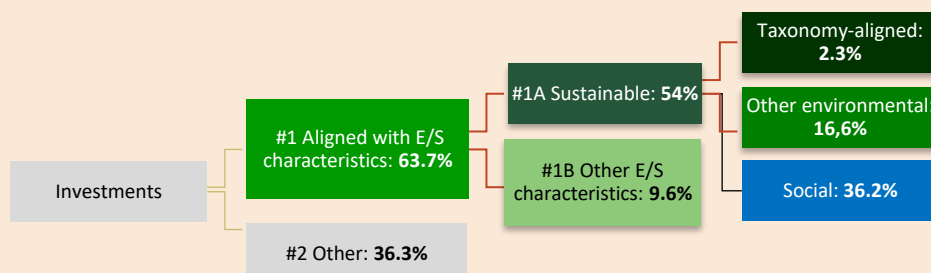 Investments
#1 Aligned with E/S
characteristics: 63.7%
#2 Other: 36.3%
#1A Sustainable: 54%
#1B Other E/S
characteristics: 9.6%
Taxonomy-aligned:
2.3%
Other environmental:
16,6%
Social: 36.2%